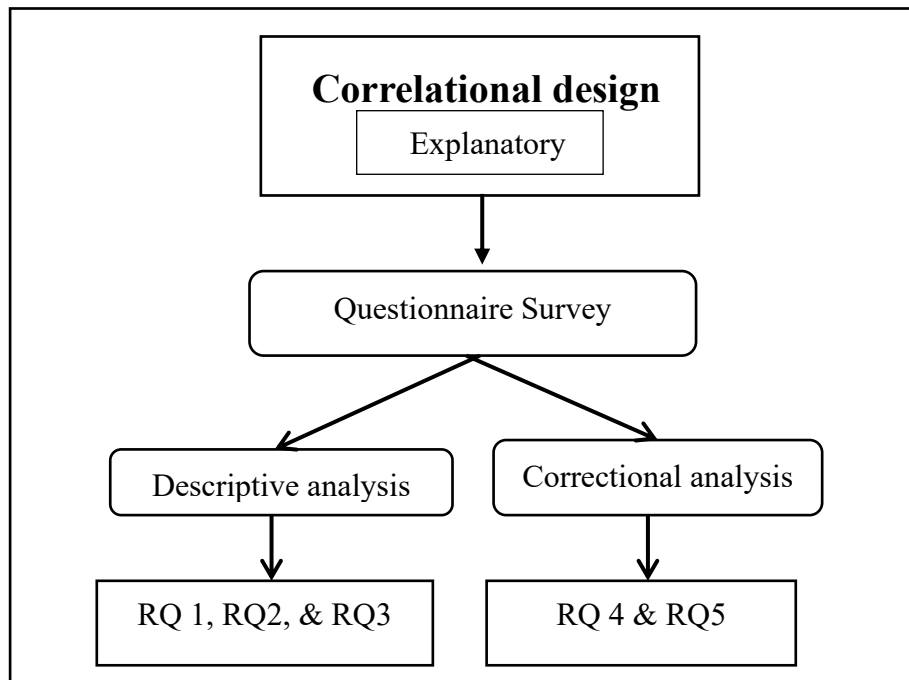 Correlational design
Explanatory
Questionnaire Survey
Descriptive analysis
Correctional analysis
RQ 1, RQ2, & RQ3
RQ 4 & RQ5